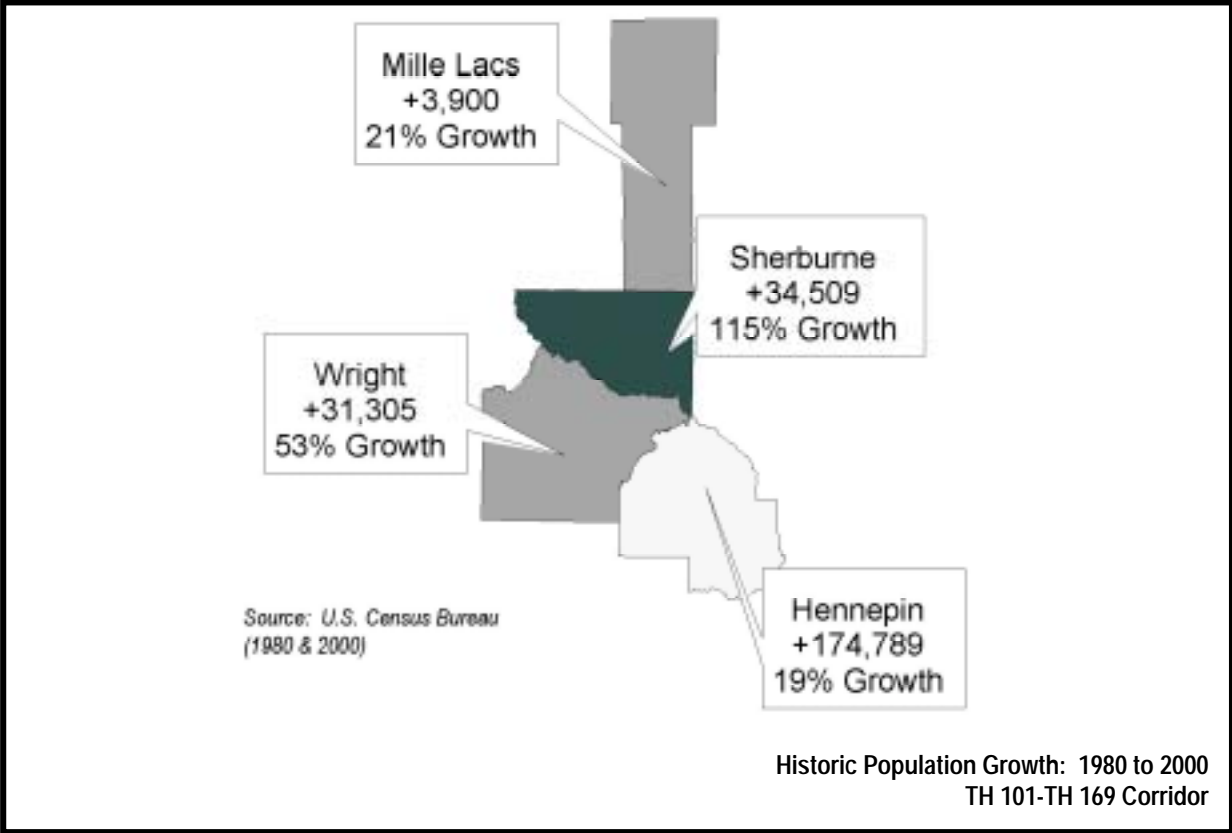 Mille Lacs
+3,900
21% Growth
Sherburne
+34,509
115% Growth
Wright
+31,305
53% Growth
Hennepin
+174,789
19% Growth
Source: U.S. Census Bureau
(1980 & 2000)
Historic Population Growth: 1980 to 2000
TH 101-TH 169 Corridor